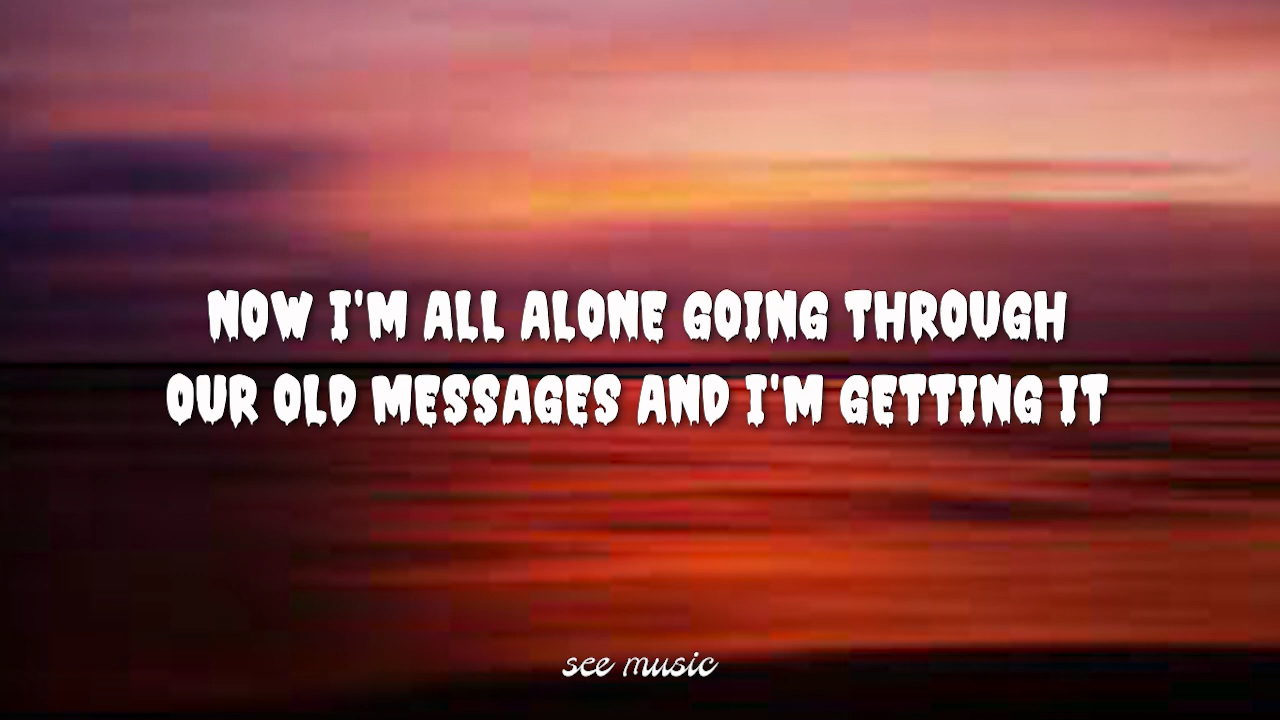 NOW I'M ALL ALONE GOING THROUGH
OUR OLD MESSAGES AND I'M GETTING IT
see music